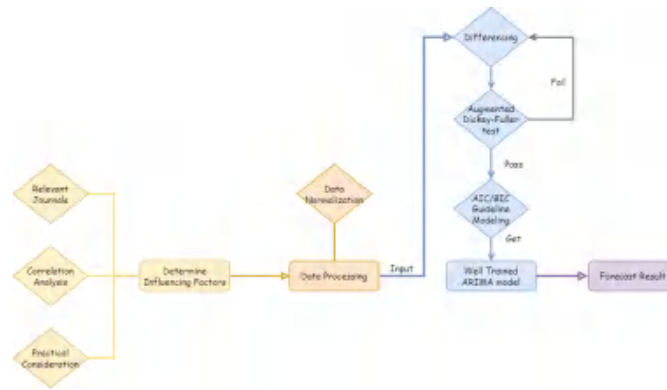 Differencing
Fail
Augmented
Dickey-Fuller
test
Pass
Relevant
Journals
Data
Normalization
AIC/BIC
Guideline
Modeling
Get
Correlation
Analysis
Determine
Influencing Factors
Data Processing
Input
Well Trained
ARIMA model
Forecast Result
Practical
Consideration